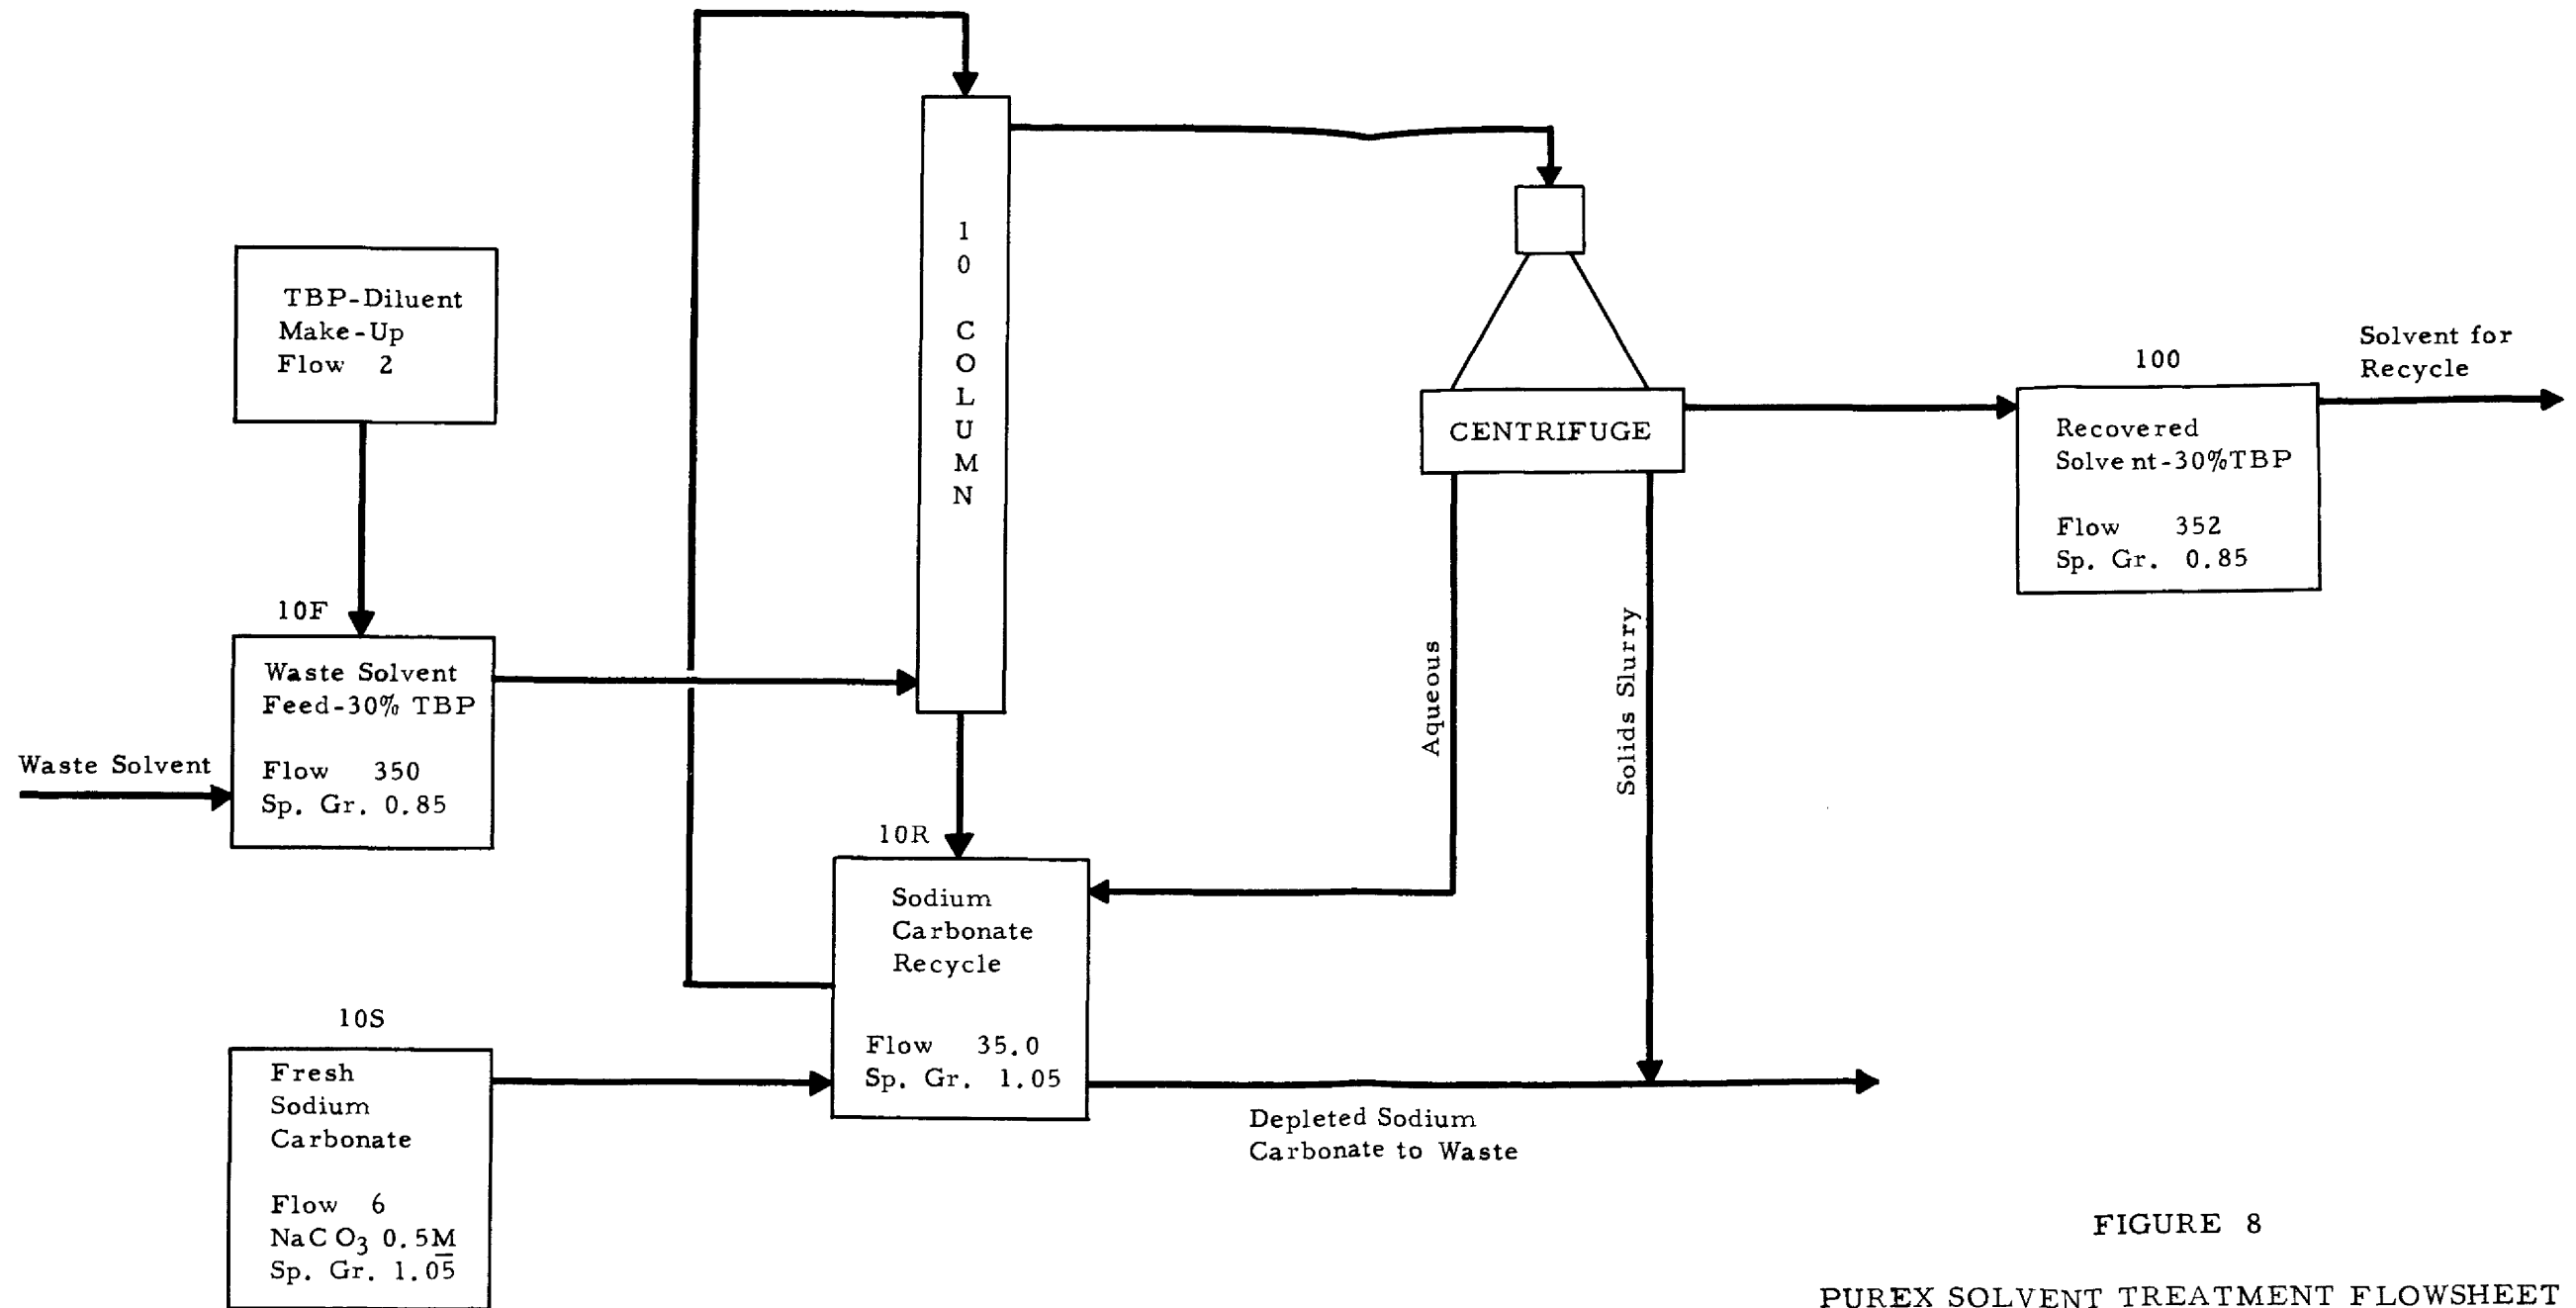 TBP-Diluent
Make-Up
Flow 2
10F
Waste Solvent
Feed-30% TBP
Flow 350
Sp. Gr. 0.85
Waste Solvent
10S
Fresh
Sodium
Carbonate
Flow 6
NaCO3 0.5M
Sp. Gr. 1.05
10 COLUMN
10R
Sodium
Carbonate
Recycle
Flow 35.0
Sp. Gr. 1.05
CENTRIFUGE
Aqueous
Solids Slurry
Depleted Sodium
Carbonate to Waste
100
Recovered
Solvent-30%TBP
Flow 352
Sp. Gr. 0.85
Solvent for
Recycle
FIGURE 8
PUREX SOLVENT TREATMENT FLOWSHEET